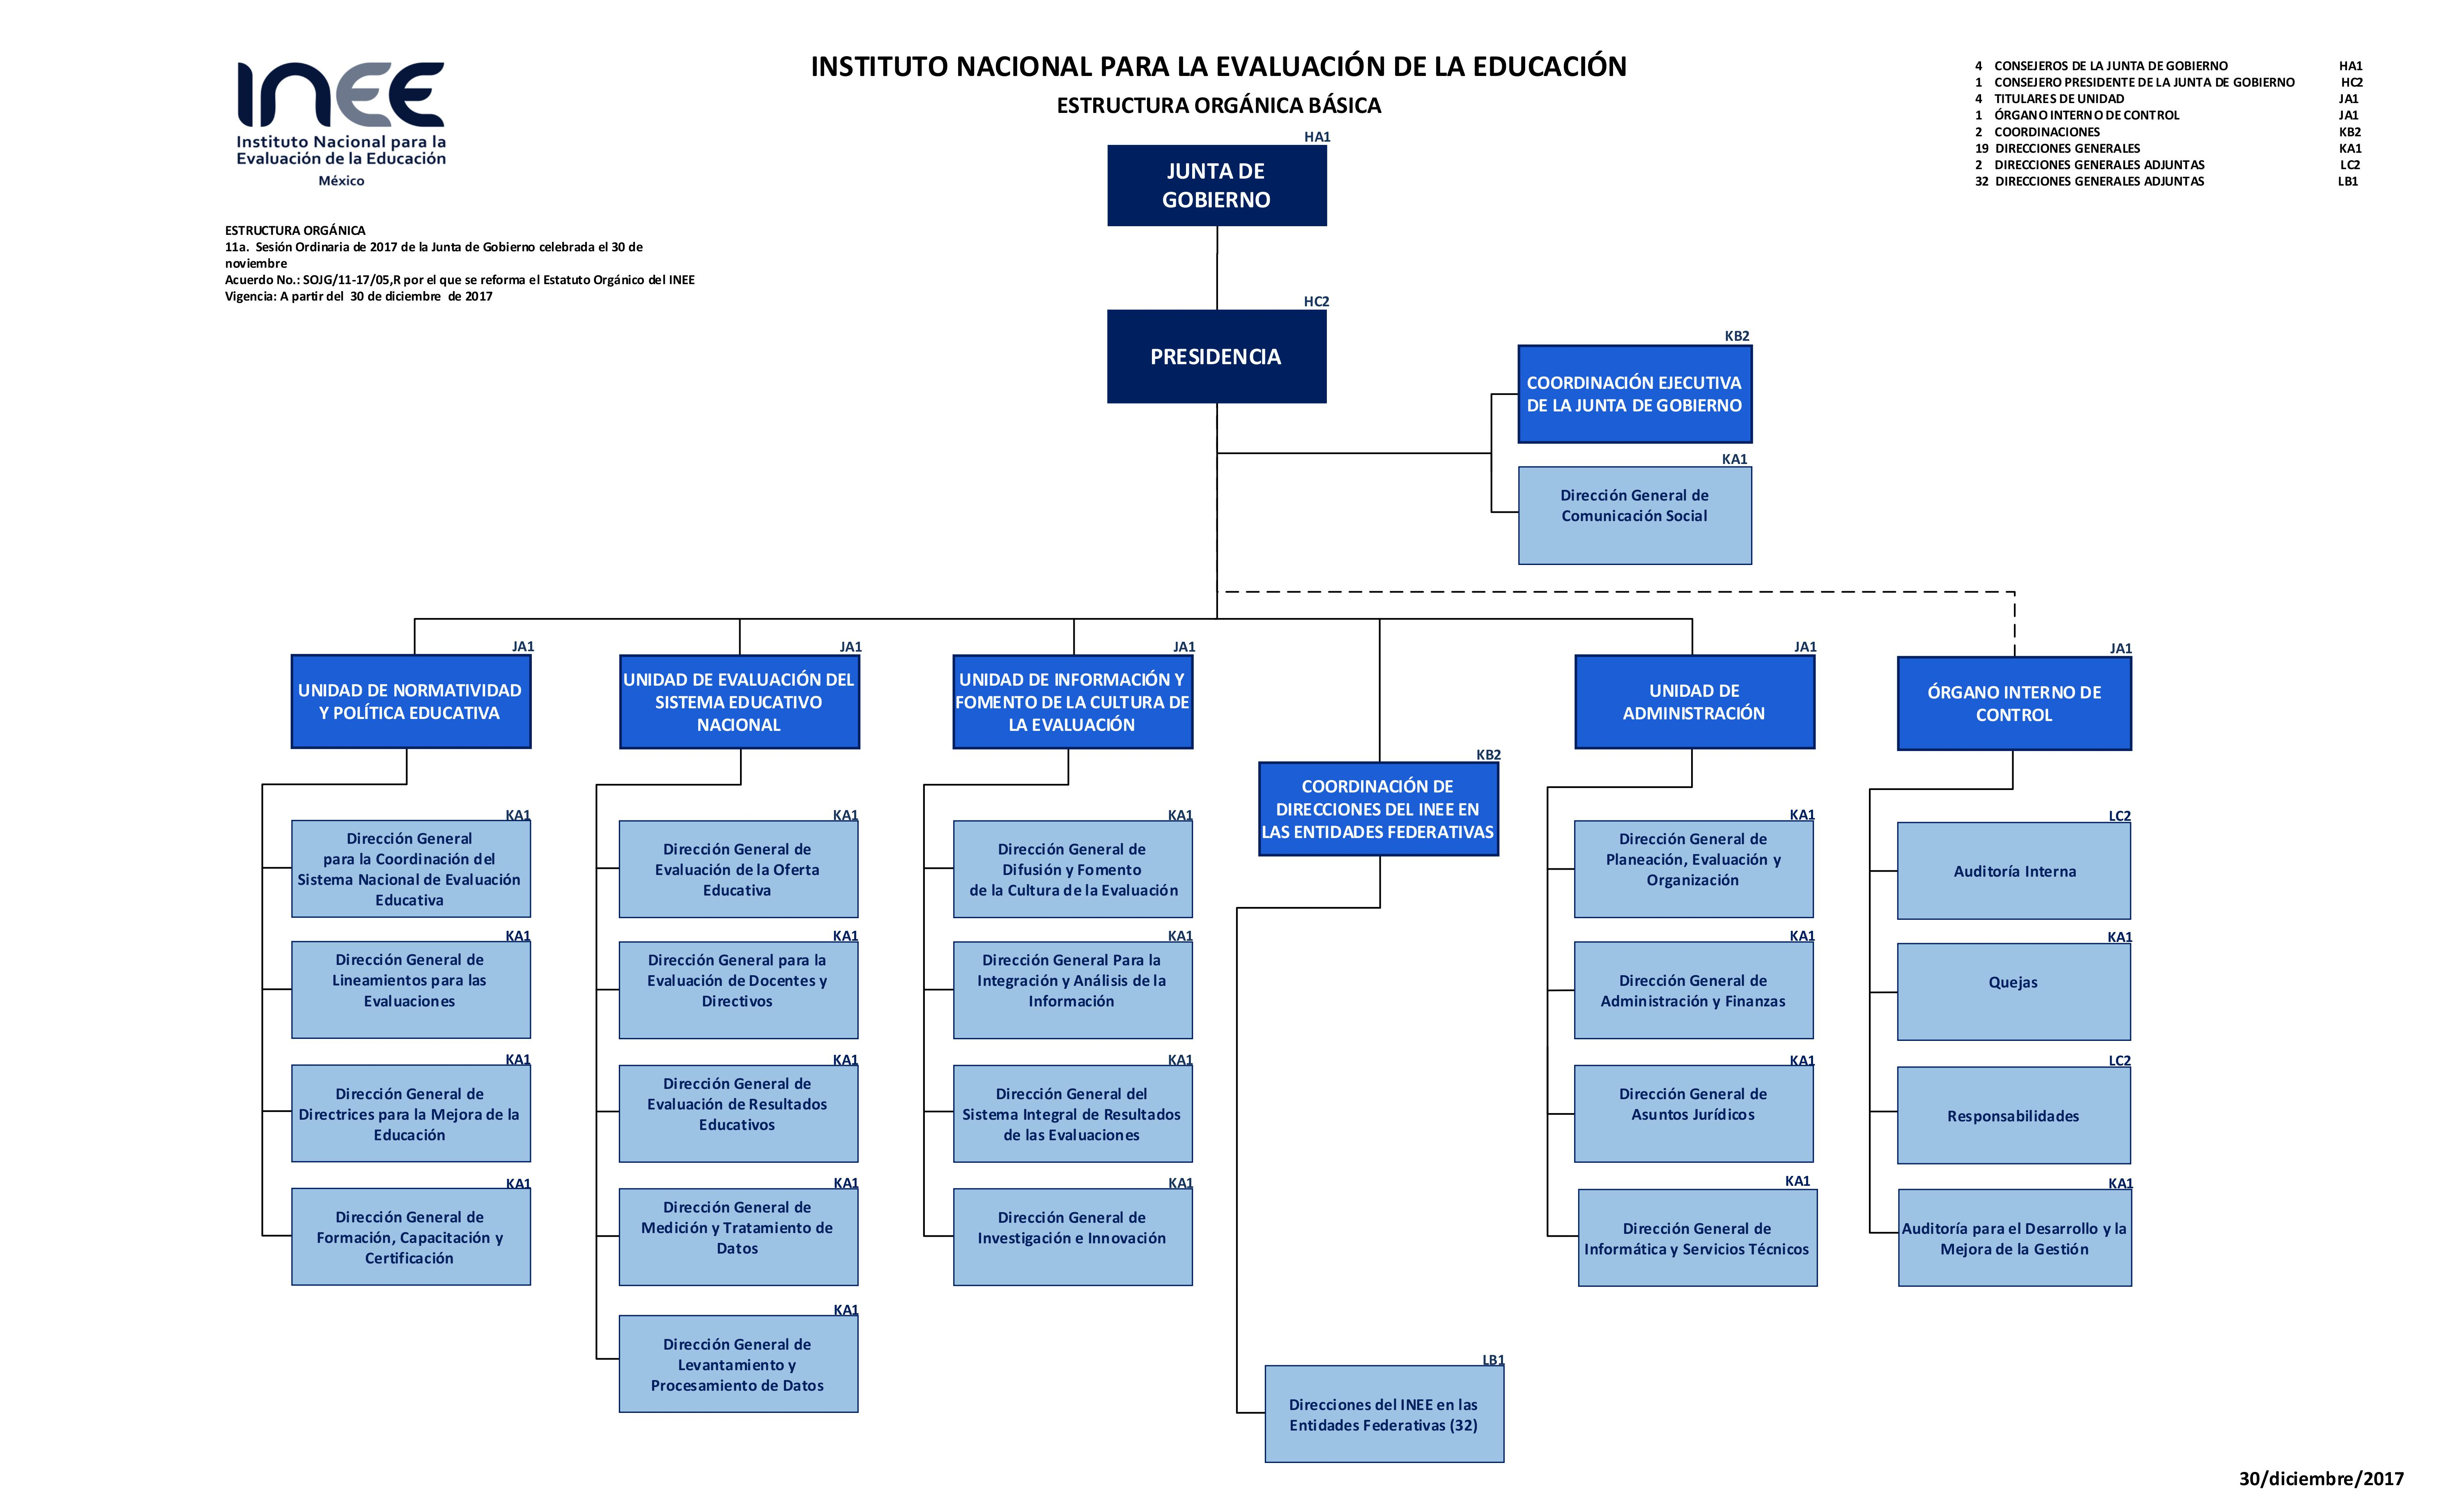 INEE
Instituto Nacional para la
Evaluación de la Educación
México
INSTITUTO NACIONAL PARA LA EVALUACIÓN DE LA EDUCACIÓN
ESTRUCTURA ORGÁNICA BÁSICA
4 CONSEJEROS DE LA JUNTA DE GOBIERNO HA1
1 CONSEJERO PRESIDENTE DE LA JUNTA DE GOBIERNO HC2
4 TITULARES DE UNIDAD JA1
1 ÓRGANO INTERNO DE CONTROL JA1
2 COORDINACIONES KB2
19 DIRECCIONES GENERALES KA1
2 DIRECCIONES GENERALES ADJUNTAS LC2
32 DIRECCIONES GENERALES ADJUNTAS LB1
ESTRUCTURA ORGÁNICA
11a. Sesión Ordinaria de 2017 de la Junta de Gobierno celebrada el 30 de
noviembre
Acuerdo No.: SOJG/11-17/05,R por el que se reforma el Estatuto Orgánico del INEE
Vigencia: A partir del 30 de diciembre de 2017
HA1
JUNTA DE
GOBIERNO
HC2
PRESIDENCIA
KB2
COORDINACIÓN EJECUTIVA
DE LA JUNTA DE GOBIERNO
KA1
Dirección General de
Comunicación Social
JA1
UNIDAD DE NORMATIVIDAD
Y POLÍTICA EDUCATIVA
KA1
Dirección General
para la Coordinación del
Sistema Nacional de Evaluación
Educativa
KA1
Dirección General de
Lineamientos para las
Evaluaciones
KA1
Dirección General de
Directrices para la Mejora de la
Educación
KA1
Dirección General de
Formación, Capacitación y
Certificación
JA1
UNIDAD DE EVALUACIÓN DEL
SISTEMA EDUCATIVO
NACIONAL
KA1
Dirección General de
Evaluación de la Oferta
Educativa
KA1
Dirección General para la
Evaluación de Docentes y
Directivos
KA1
Dirección General de
Evaluación de Resultados
Educativos
KA1
Dirección General de
Medición y Tratamiento de
Datos
KA1
Dirección General de
Levantamiento y
Procesamiento de Datos
JA1
UNIDAD DE INFORMACIÓN Y
FOMENTO DE LA CULTURA DE
LA EVALUACIÓN
KA1
Dirección General de
Difusión y Fomento
de la Cultura de la Evaluación
KA1
Dirección General Para la
Integración y Análisis de la
Información
KA1
Dirección General del
Sistema Integral de Resultados
de las Evaluaciones
KA1
Dirección General de
Investigación e Innovación
KB2
COORDINACIÓN DE
DIRECCIONES DEL INEE EN
LAS ENTIDADES FEDERATIVAS
LB1
Direcciones del INEE en las
Entidades Federativas (32)
JA1
UNIDAD DE
ADMINISTRACIÓN
KA1
Dirección General de
Planeación, Evaluación y
Organización
KA1
Dirección General de
Administración y Finanzas
KA1
Dirección General de
Asuntos Jurídicos
KA1
Dirección General de
Informática y Servicios Técnicos
JA1
ÓRGANO INTERNO DE
CONTROL
LC2
Auditoría Interna
KA1
Quejas
LC2
Responsabilidades
KA1
Auditoría para el Desarrollo y la
Mejora de la Gestión
30/diciembre/2017